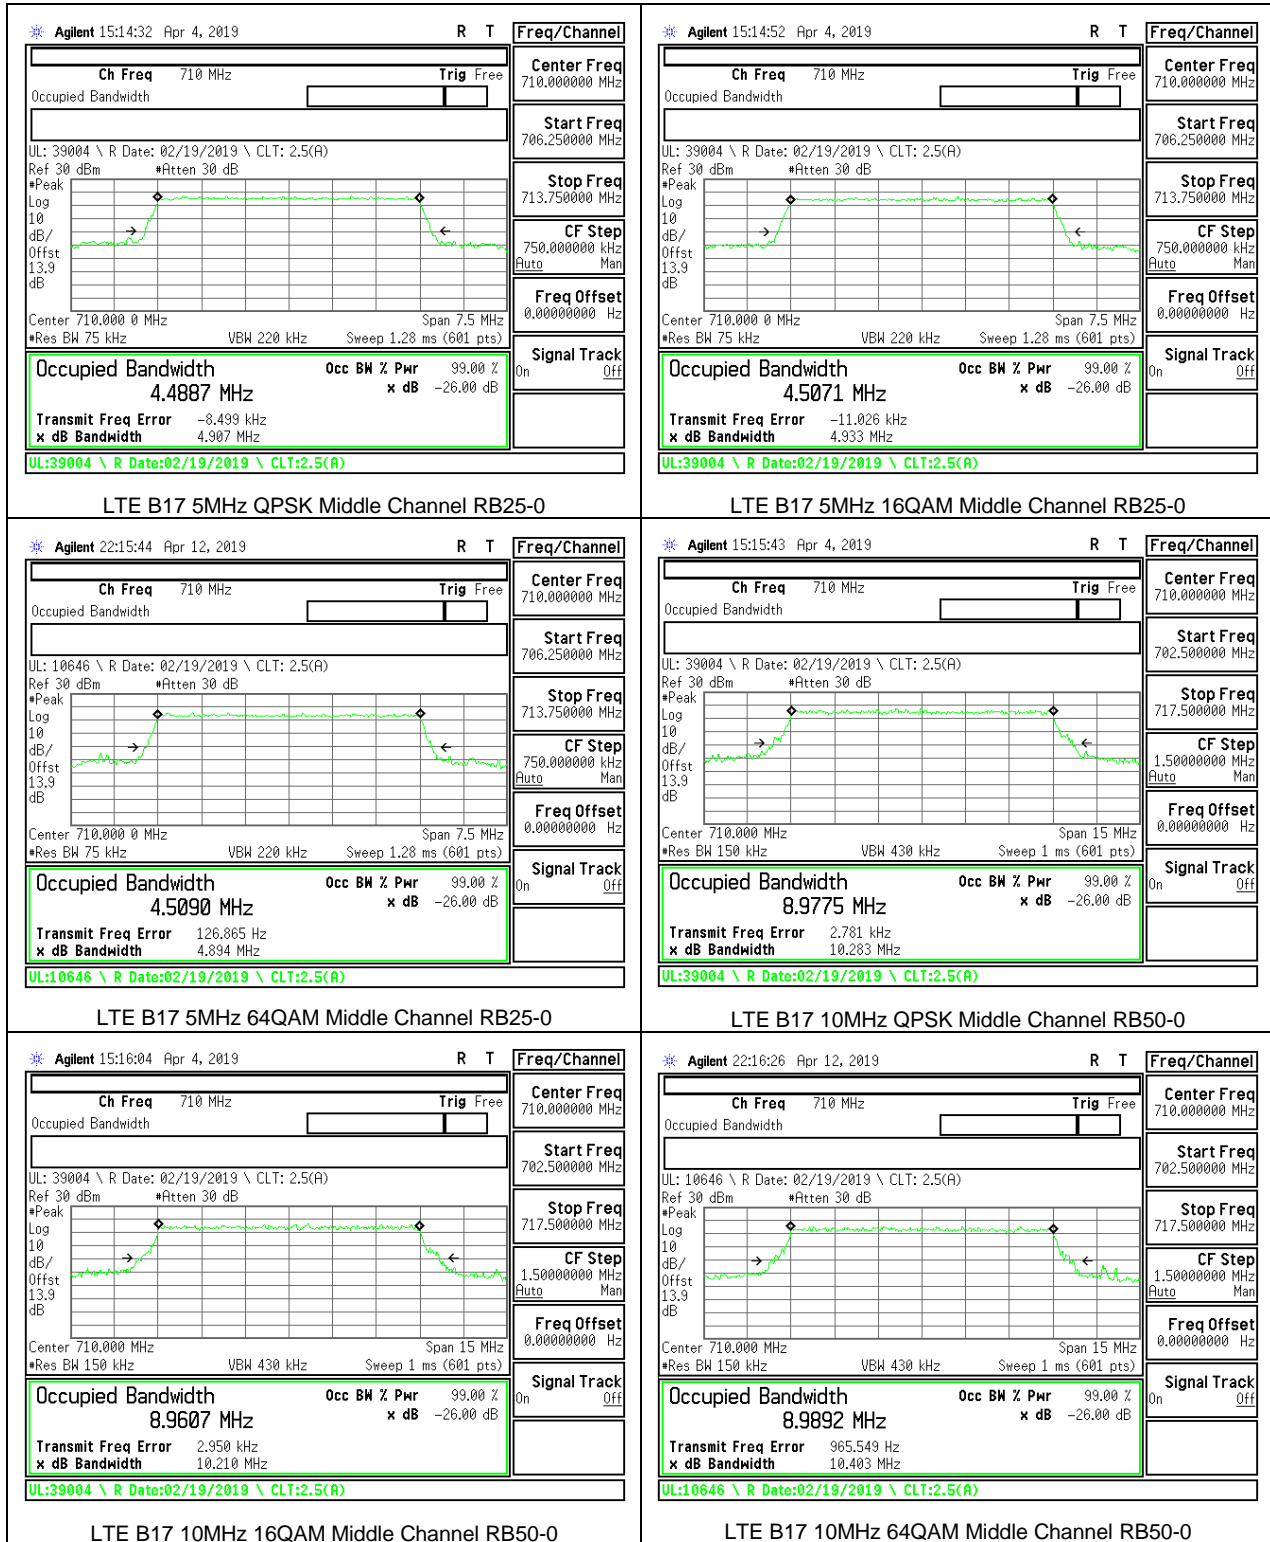 Agilent 15:14:32 Apr 4, 2019 R T
Freq/Channel
Ch Freq 710 MHz Trig Free
Occupied Bandwidth
Center Freq
710.000000 MHz
Start Freq
706.250000 MHz
UL: 39004 \ R Date: 02/19/2019 \ CLT: 2.5(A)
Ref 30 dBm #Atten 30 dB
#Peak
Log
10
dB/
Offst
13.9
dB
Stop Freq
713.750000 MHz
CF Step
750.000000 kHz
Auto Man
Freq Offset
0.00000000 Hz
Center 710.000 0 MHz Span 7.5 MHz
#Res BW 75 kHz VBW 220 kHz Sweep 1.28 ms (601 pts)
Signal Track
On Off
Occupied Bandwidth Occ BW % Pwr 99.00 %
4.4887 MHz x dB -26.00 dB
Transmit Freq Error -8.499 kHz
x dB Bandwidth 4.907 MHz
UL:39004 \ R Date:02/19/2019 \ CLT:2.5(A)
LTE B17 5MHz QPSK Middle Channel RB25-0
Agilent 15:14:52 Apr 4, 2019 R T
Freq/Channel
Ch Freq 710 MHz Trig Free
Occupied Bandwidth
Center Freq
710.000000 MHz
Start Freq
706.250000 MHz
UL: 39004 \ R Date: 02/19/2019 \ CLT: 2.5(A)
Ref 30 dBm #Atten 30 dB
#Peak
Log
10
dB/
Offst
13.9
dB
Stop Freq
713.750000 MHz
CF Step
750.000000 kHz
Auto Man
Freq Offset
0.00000000 Hz
Center 710.000 0 MHz Span 7.5 MHz
#Res BW 75 kHz VBW 220 kHz Sweep 1.28 ms (601 pts)
Signal Track
On Off
Occupied Bandwidth Occ BW % Pwr 99.00 %
4.5071 MHz x dB -26.00 dB
Transmit Freq Error -11.026 kHz
x dB Bandwidth 4.933 MHz
UL:39004 \ R Date:02/19/2019 \ CLT:2.5(A)
LTE B17 5MHz 16QAM Middle Channel RB25-0
Agilent 22:15:44 Apr 12, 2019 R T
Freq/Channel
Ch Freq 710 MHz Trig Free
Occupied Bandwidth
Center Freq
710.000000 MHz
Start Freq
706.250000 MHz
UL: 10646 \ R Date: 02/19/2019 \ CLT: 2.5(A)
Ref 30 dBm #Atten 30 dB
#Peak
Log
10
dB/
Offst
13.9
dB
Stop Freq
713.750000 MHz
CF Step
750.000000 kHz
Auto Man
Freq Offset
0.00000000 Hz
Center 710.000 0 MHz Span 7.5 MHz
#Res BW 75 kHz VBW 220 kHz Sweep 1.28 ms (601 pts)
Signal Track
On Off
Occupied Bandwidth Occ BW % Pwr 99.00 %
4.5090 MHz x dB -26.00 dB
Transmit Freq Error 126.865 Hz
x dB Bandwidth 4.894 MHz
UL:10646 \ R Date:02/19/2019 \ CLT:2.5(A)
LTE B17 5MHz 64QAM Middle Channel RB25-0
Agilent 15:15:43 Apr 4, 2019 R T
Freq/Channel
Ch Freq 710 MHz Trig Free
Occupied Bandwidth
Center Freq
710.000000 MHz
Start Freq
702.500000 MHz
UL: 39004 \ R Date: 02/19/2019 \ CLT: 2.5(A)
Ref 30 dBm #Atten 30 dB
#Peak
Log
10
dB/
Offst
13.9
dB
Stop Freq
717.500000 MHz
CF Step
1.50000000 MHz
Auto Man
Freq Offset
0.00000000 Hz
Center 710.000 MHz Span 15 MHz
#Res BW 150 kHz VBW 430 kHz Sweep 1 ms (601 pts)
Signal Track
On Off
Occupied Bandwidth Occ BW % Pwr 99.00 %
8.9775 MHz x dB -26.00 dB
Transmit Freq Error 2.781 kHz
x dB Bandwidth 10.283 MHz
UL:39004 \ R Date:02/19/2019 \ CLT:2.5(A)
LTE B17 10MHz QPSK Middle Channel RB50-0
Agilent 15:16:04 Apr 4, 2019 R T
Freq/Channel
Ch Freq 710 MHz Trig Free
Occupied Bandwidth
Center Freq
710.000000 MHz
Start Freq
702.500000 MHz
UL: 39004 \ R Date: 02/19/2019 \ CLT: 2.5(A)
Ref 30 dBm #Atten 30 dB
#Peak
Log
10
dB/
Offst
13.9
dB
Stop Freq
717.500000 MHz
CF Step
1.50000000 MHz
Auto Man
Freq Offset
0.00000000 Hz
Center 710.000 MHz Span 15 MHz
#Res BW 150 kHz VBW 430 kHz Sweep 1 ms (601 pts)
Signal Track
On Off
Occupied Bandwidth Occ BW % Pwr 99.00 %
8.9607 MHz x dB -26.00 dB
Transmit Freq Error 2.950 kHz
x dB Bandwidth 10.210 MHz
UL:39004 \ R Date:02/19/2019 \ CLT:2.5(A)
LTE B17 10MHz 16QAM Middle Channel RB50-0
Agilent 22:16:26 Apr 12, 2019 R T
Freq/Channel
Ch Freq 710 MHz Trig Free
Occupied Bandwidth
Center Freq
710.000000 MHz
Start Freq
702.500000 MHz
UL: 10646 \ R Date: 02/19/2019 \ CLT: 2.5(A)
Ref 30 dBm #Atten 30 dB
#Peak
Log
10
dB/
Offst
13.9
dB
Stop Freq
717.500000 MHz
CF Step
1.50000000 MHz
Auto Man
Freq Offset
0.00000000 Hz
Center 710.000 MHz Span 15 MHz
#Res BW 150 kHz VBW 430 kHz Sweep 1 ms (601 pts)
Signal Track
On Off
Occupied Bandwidth Occ BW % Pwr 99.00 %
8.9892 MHz x dB -26.00 dB
Transmit Freq Error 965.549 Hz
x dB Bandwidth 10.403 MHz
UL:10646 \ R Date:02/19/2019 \ CLT:2.5(A)
LTE B17 10MHz 64QAM Middle Channel RB50-0